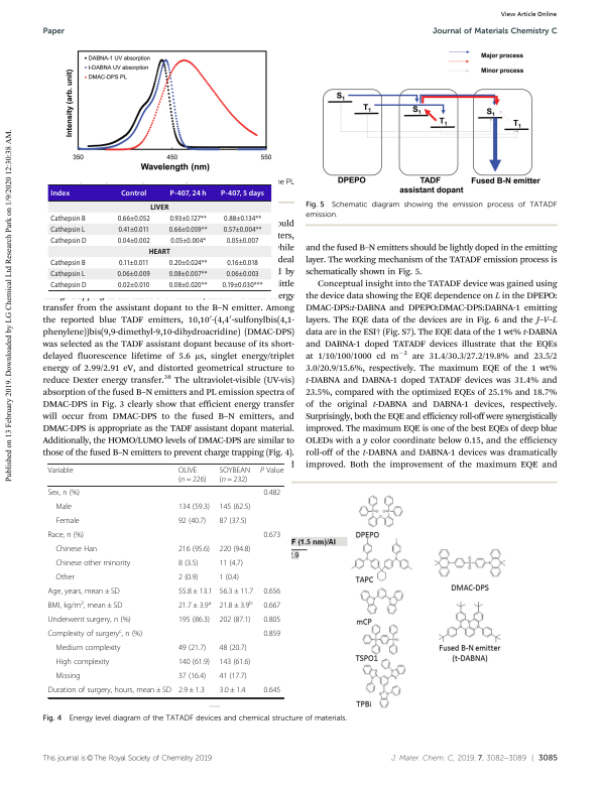 View Article Online
Paper
Journal of Materials Chemistry C
Published on 13 February 2019. Downloaded by LG Chemical Ltd Research Park on 1/9/2020 12:30:38 AM.
DABNA-1 UV absorption
t-DABNA UV absorption
DMAC-DPS PL
Intensity (arb. unit)
350 450 550
Wavelength (nm)
e PL
Index Control P-407, 24 h P-407, 5 days
LIVER
Cathepsin B 0.66±0.052 0.93±0.127** 0.88±0.134**
Cathepsin L 0.41±0.011 0.66±0.059** 0.57±0.004**
Cathepsin D 0.04±0.002 0.05±0.004* 0.05±0.007
HEART
Cathepsin B 0.11±0.011 0.20±0.024** 0.16±0.018
Cathepsin L 0.06±0.009 0.08±0.007** 0.06±0.003
Cathepsin D 0.02±0.010 0.08±0.020** 0.19±0.030***
ould
ters,
while
deal
l by
ittle
ergy
transfer from the assistant dopant to the B–N emitter. Among
the reported blue TADF emitters, 10,10′-(4,4′-sulfonylbis(4,1-
phenylene))bis(9,9-dimethyl-9,10-dihydroacridine) (DMAC-DPS)
was selected as the TADF assistant dopant because of its short-
delayed fluorescence lifetime of 5.6 μs, singlet energy/triplet
energy of 2.99/2.91 eV, and distorted geometrical structure to
reduce Dexter energy transfer.58 The ultraviolet-visible (UV-vis)
absorption of the fused B–N emitters and PL emission spectra of
DMAC-DPS in Fig. 3 clearly show that efficient energy transfer
will occur from DMAC-DPS to the fused B–N emitters, and
DMAC-DPS is appropriate as the TADF assistant dopant material.
Additionally, the HOMO/LUMO levels of DMAC-DPS are similar to
those of the fused B–N emitters to prevent charge trapping (Fig. 4).
Major process
Minor process
S1 T1 S1 T1 S1 T1
DPEPO TADF Fused B-N emitter
assistant dopant
Fig. 5 Schematic diagram showing the emission process of TATADF
emission.
and the fused B–N emitters should be lightly doped in the emitting
layer. The working mechanism of the TATADF emission process is
schematically shown in Fig. 5.
Conceptual insight into the TATADF device was gained using
the device data showing the EQE dependence on L in the DPEPO:
DMAC-DPS:t-DABNA and DPEPO:DMAC-DPS:DABNA-1 emitting
layers. The EQE data of the devices are in Fig. 6 and the J–V–L
data are in the ESI† (Fig. S7). The EQE data of the 1 wt% t-DABNA
and DABNA-1 doped TATADF devices illustrate that the EQEs
at 1/10/100/1000 cd m−2 are 31.4/30.3/27.2/19.8% and 23.5/2
3.0/20.9/15.6%, respectively. The maximum EQE of the 1 wt%
t-DABNA and DABNA-1 doped TATADF devices was 31.4% and
23.5%, compared with the optimized EQEs of 25.1% and 18.7%
of the original t-DABNA and DABNA-1 devices, respectively.
Surprisingly, both the EQE and efficiency roll-off were synergistically
improved. The maximum EQE is one of the best EQEs of deep blue
OLEDs with a y color coordinate below 0.15, and the efficiency
roll-off of the t-DABNA and DABNA-1 devices was dramatically
improved. Both the improvement of the maximum EQE and
Variable OLIVE SOYBEAN P Value
(n = 226) (n = 232)
Sex, n (%) 0.482
Male 134 (59.3) 145 (62.5)
Female 92 (40.7) 87 (37.5)
Race, n (%) 0.673
Chinese Han 216 (95.6) 220 (94.8)
Chinese other minority 8 (3.5) 11 (4.7)
Other 2 (0.9) 1 (0.4)
Age, years, mean ± SD 55.8 ± 13.1 56.3 ± 11.7 0.656
BMI, kg/m2, mean ± SD 21.7 ± 3.9a 21.8 ± 3.9b 0.667
Underwent surgery, n (%) 195 (86.3) 202 (87.1) 0.805
Complexity of surgeryc, n (%) 0.859
Medium complexity 49 (21.7) 48 (20.7)
High complexity 140 (61.9) 143 (61.6)
Missing 37 (16.4) 41 (17.7)
Duration of surgery, hours, mean ± SD 2.9 ± 1.3 3.0 ± 1.4 0.645
F (1.5 nm)/Al
DPEPO
TAPC
mCP
TSPO1
TPBi
DMAC-DPS
Fused B-N emitter
(t-DABNA)
Fig. 4 Energy level diagram of the TATADF devices and chemical structure of materials.
This journal is © The Royal Society of Chemistry 2019
J. Mater. Chem. C, 2019, 7, 3082–3089 | 3085